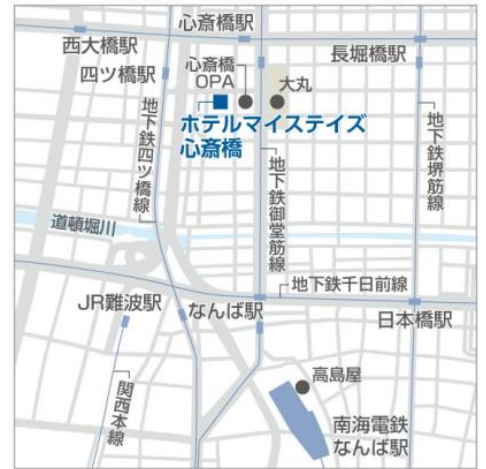 心斎橋駅
西大橋駅
長堀橋駅
四ツ橋駅
心斎橋
OPA
大丸
ホテルマイステイズ
心斎橋
地下鉄四ツ橋線
地下鉄御堂筋線
地下鉄堺筋線
道頓堀川
地下鉄千日前線
JR難波駅
なんば駅
日本橋駅
関西本線
高島屋
南海電鉄
なんば駅